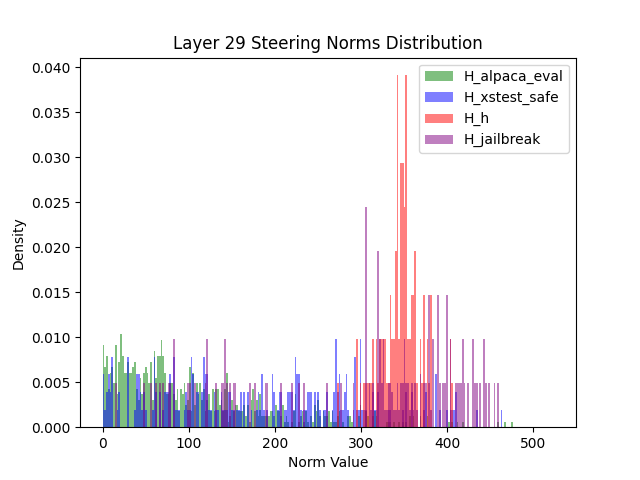 Layer 29 Steering Norms Distribution
H_alpaca_eval
H_xstest_safe
H_h
H_jailbreak
0.040
0.035
0.030
0.025
0.020
0.015
0.010
0.005
0.000
Density
0 100 200 300 400 500
Norm Value